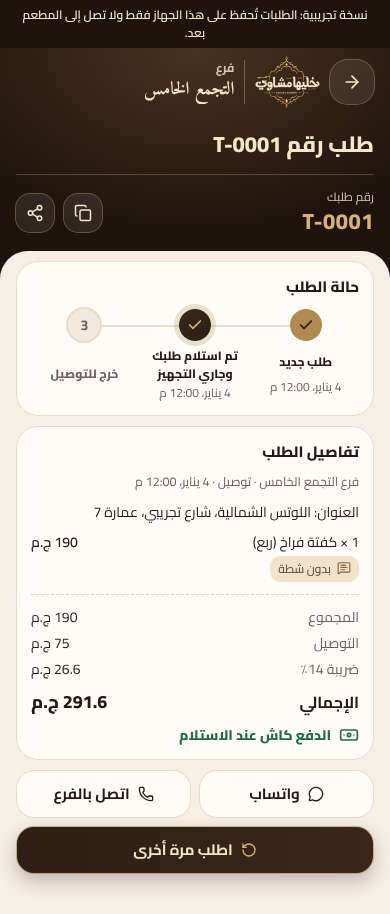 نسخة تجريبية: الطلبات تُحفظ على هذا الجهاز فقط ولا تصل إلى المطعم
بعد.
خليها مشاوي
فرع
التجمع الخامس
طلب رقم T-0001
رقم طلبك
T-0001
حالة الطلب
طلب جديد
4 يناير، 12:00 م
تم استلام طلبك
وجاري التجهيز
4 يناير، 12:00 م
3
خرج للتوصيل
تفاصيل الطلب
فرع التجمع الخامس · توصيل · 4 يناير، 12:00 م
العنوان: اللوتس الشمالية، شارع تجريبي، عمارة 7
1 × كفتة فراخ (ربع) 190 ج.م
بدون شطة
المجموع 190 ج.م
التوصيل 75 ج.م
ضريبة 14٪ 26.6 ج.م
الإجمالي 291.6 ج.م
الدفع كاش عند الاستلام
واتساب
اتصل بالفرع
اطلب مرة أخرى